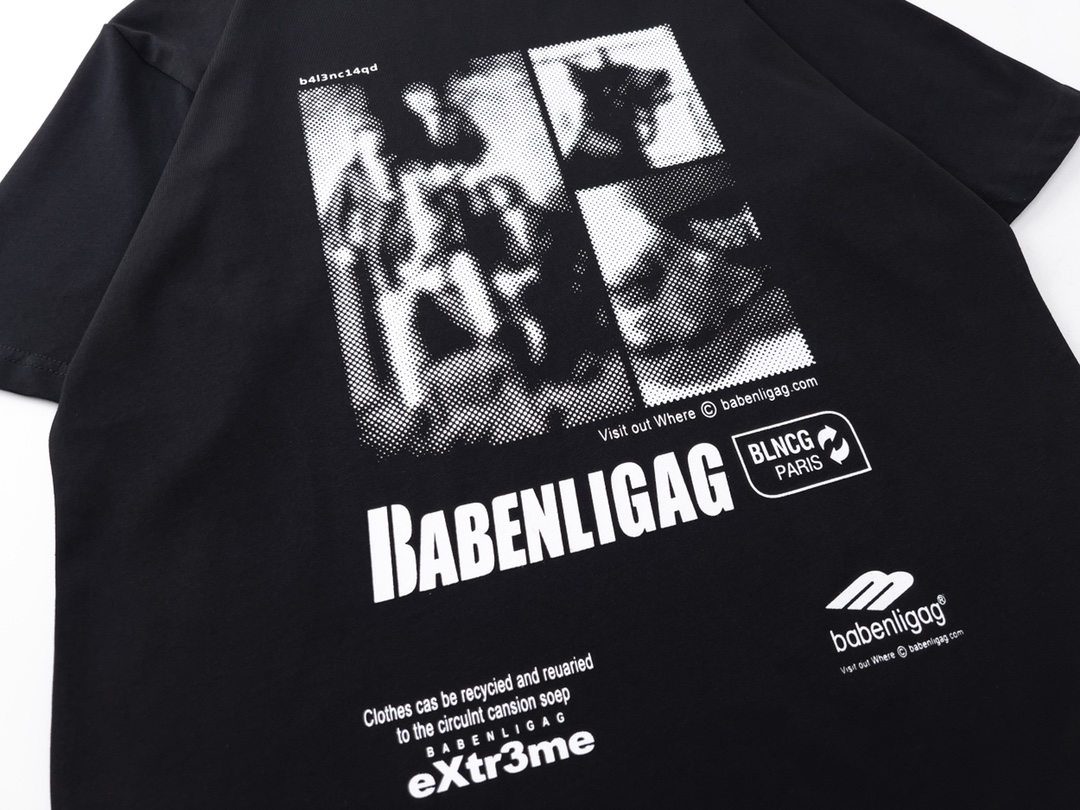 b4l3nc14qd
Visit out Where © babenligag.com
BABENLIGAG
BLNCG
PARIS
babenligag®
Visit out Where © babenligag.com
Clothes cas be recycied and reuaried
to the circulnt cansion soep
BABENLIGAG
eXtr3me